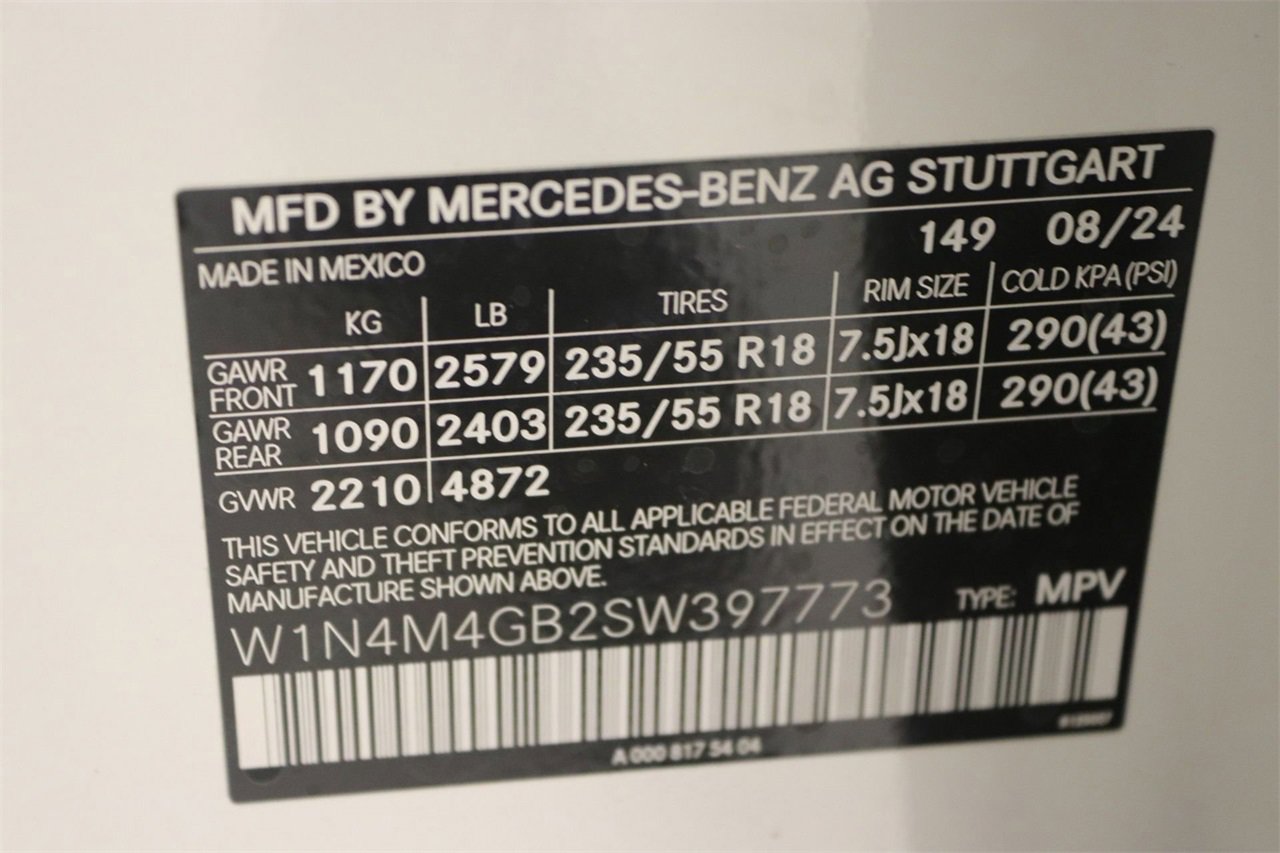 MFD BY MERCEDES-BENZ AG STUTTGART
149 08/24
MADE IN MEXICO
KG LB TIRES RIM SIZE COLD KPA (PSI)
GAWR FRONT 1170 2579 235/55 R18 7.5Jx18 290(43)
GAWR REAR 1090 2403 235/55 R18 7.5Jx18 290(43)
GVWR 2210 4872
THIS VEHICLE CONFORMS TO ALL APPLICABLE FEDERAL MOTOR VEHICLE
SAFETY AND THEFT PREVENTION STANDARDS IN EFFECT ON THE DATE OF
MANUFACTURE SHOWN ABOVE.
W1N4M4GB2SW397773 TYPE: MPV
A 000 817 34 04